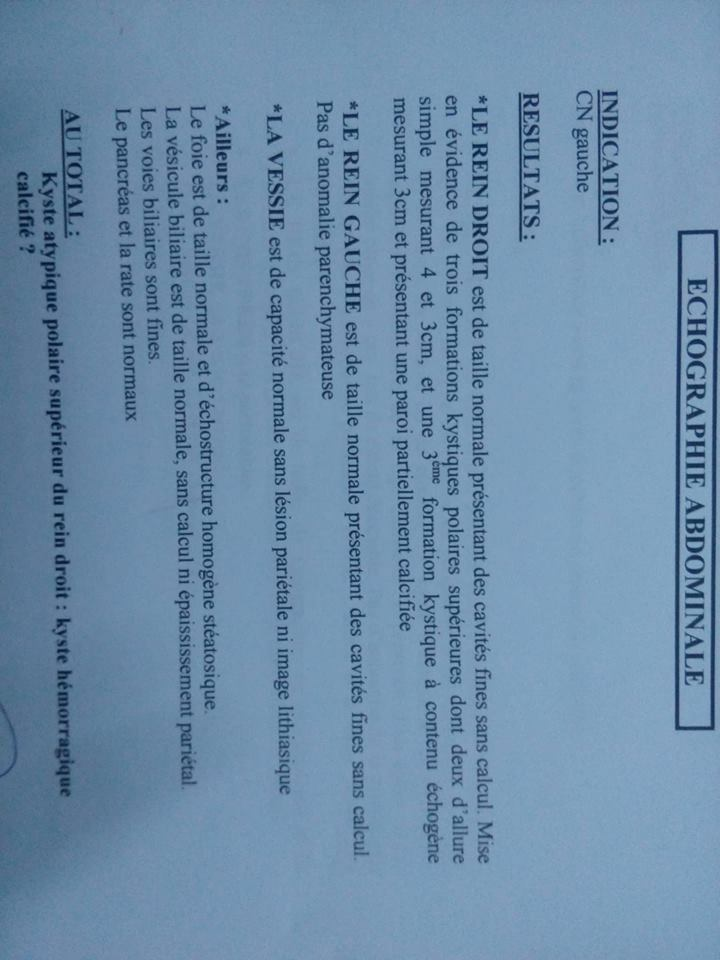 ECHOGRAPHIE ABDOMINALE
INDICATION :
CN gauche
RESULTATS :
*LE REIN DROIT est de taille normale présentant des cavités fines sans calcul. Mise
en évidence de trois formations kystiques polaires supérieures dont deux d'allure
simple mesurant 4 et 3cm, et une 3ème formation kystique à contenu échogène
mesurant 3cm et présentant une paroi partiellement calcifiée
*LE REIN GAUCHE est de taille normale présentant des cavités fines sans calcul.
Pas d'anomalie parenchymateuse
*LA VESSIE est de capacité normale sans lésion pariétale ni image lithiasique
*Ailleurs :
Le foie est de taille normale et d'échostructure homogène stéatosique.
La vésicule biliaire est de taille normale, sans calcul ni épaississement pariétal.
Les voies biliaires sont fines.
Le pancréas et la rate sont normaux
AU TOTAL :
Kyste atypique polaire supérieur du rein droit : kyste hémorragique
calcifié ?